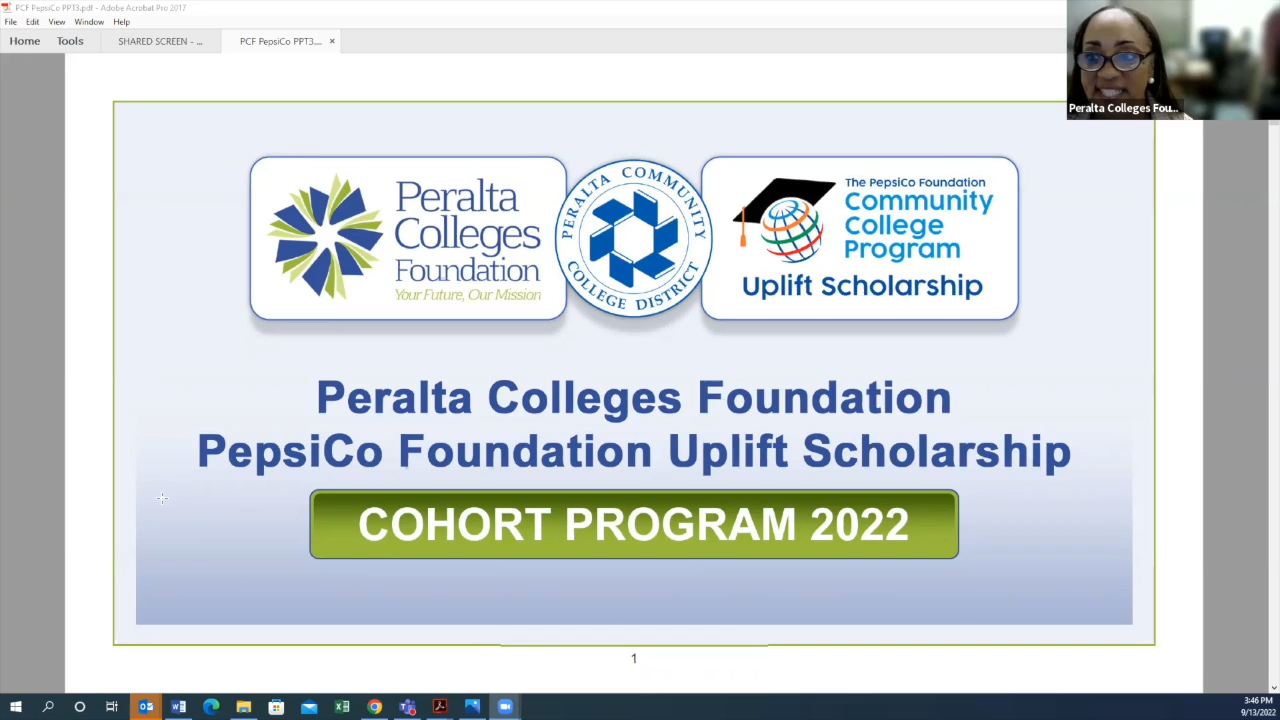 PCF PepsiCo PPT3.pdf - Adobe Acrobat Pro 2017
File Edit View Window Help
Home Tools SHARED SCREEN - ... PCF PepsiCo PPT3.... ×
Peralta Colleges Fou...
Peralta
Colleges
Foundation
Your Future, Our Mission
PERALTA COMMUNITY
COLLEGE DISTRICT
The PepsiCo Foundation
Community
College
Program
Uplift Scholarship
Peralta Colleges Foundation
PepsiCo Foundation Uplift Scholarship
COHORT PROGRAM 2022
1
3:46 PM
9/13/2022